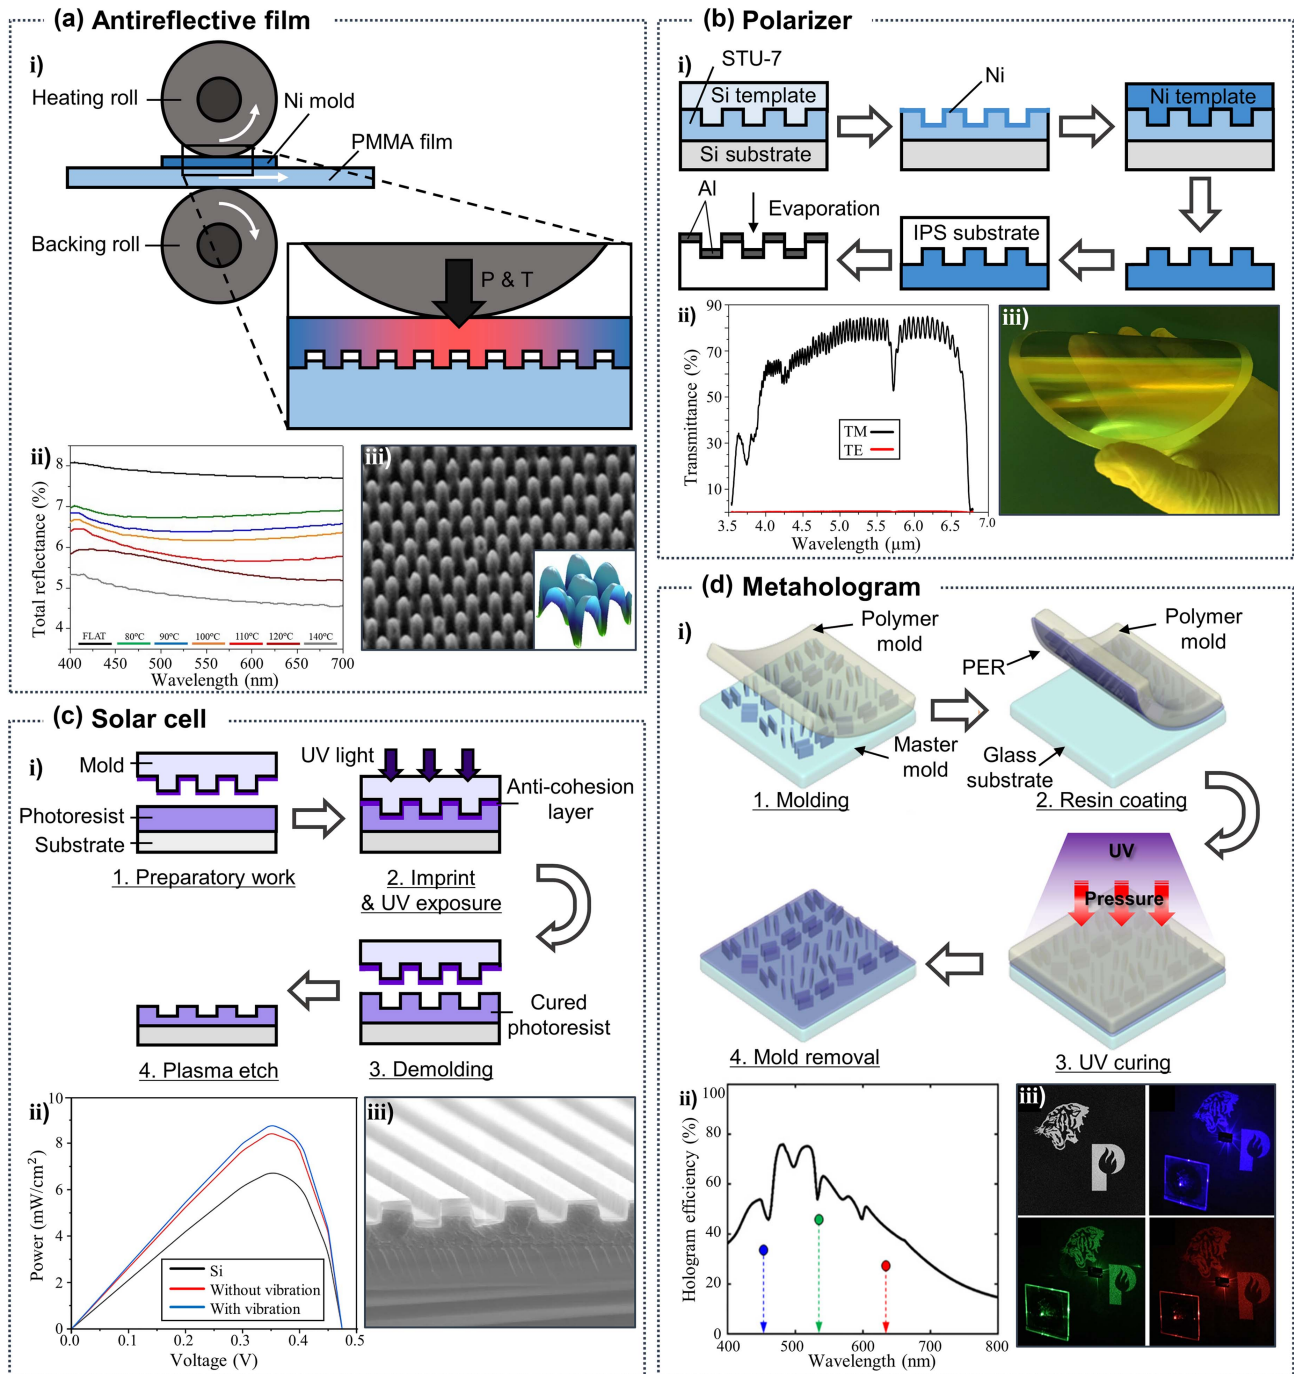 (a) Antireflective film
i)
Heating roll
Ni mold
PMMA film
Backing roll
P & T
ii)
Total reflectance (%)
8
7
6
5
4
FLAT 80ºC 90ºC 100ºC 110ºC 120ºC 140ºC
400 450 500 550 600 650 700
Wavelength (nm)
iii)
(b) Polarizer
i)
STU-7
Ni
Si template
Ni template
Si substrate
Al
Evaporation
IPS substrate
ii)
Transmittance (%)
90
70
50
30
10
TM
TE
3.5 4.0 4.5 5.0 5.5 6.0 6.5 7.0
Wavelength (µm)
iii)
(c) Solar cell
i)
Mold
UV light
Anti-cohesion
layer
Photoresist
Substrate
1. Preparatory work
2. Imprint
& UV exposure
Cured
photoresist
4. Plasma etch
3. Demolding
ii)
Power (mW/cm²)
10
8
6
4
2
0
Si
Without vibration
With vibration
0.0 0.1 0.2 0.3 0.4 0.5
Voltage (V)
iii)
(d) Metahologram
i)
Polymer
mold
Polymer
mold
PER
Master
mold
Glass
substrate
1. Molding
2. Resin coating
UV
Pressure
4. Mold removal
3. UV curing
ii)
Hologram efficiency (%)
100
80
60
40
20
0
400 500 600 700 800
Wavelength (nm)
iii)
P
P
P
P